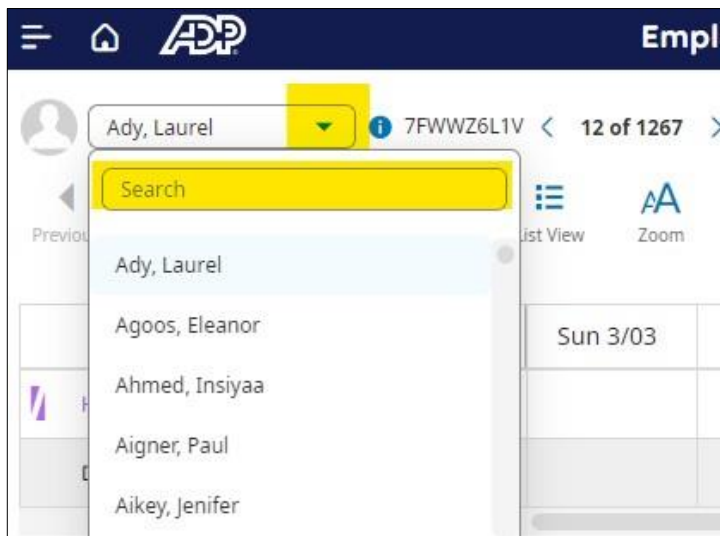 ADP
Empl
Ady, Laurel
7FWWZ6L1V
12 of 1267
Search
Previou
ist View
Zoom
Ady, Laurel
Agoos, Eleanor
Sun 3/03
Ahmed, Insiyaa
Aigner, Paul
Aikey, Jenifer